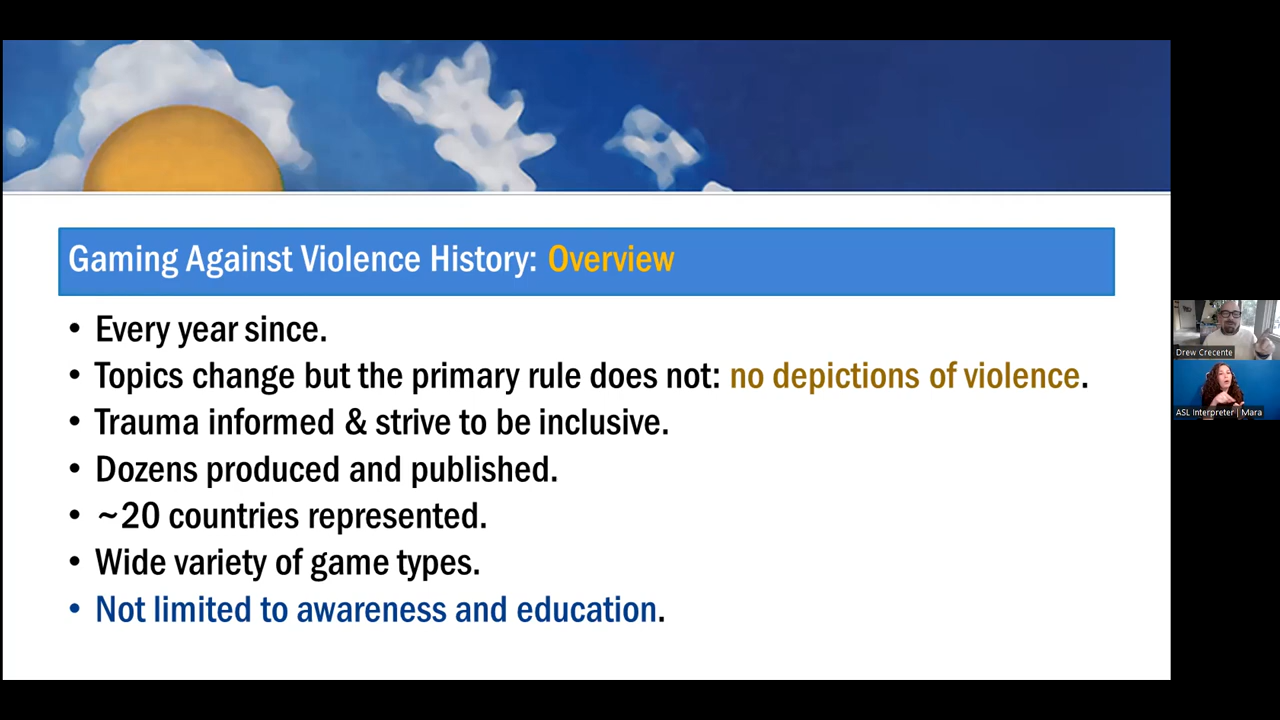 Gaming Against Violence History: Overview
• Every year since.
• Topics change but the primary rule does not: no depictions of violence.
• Trauma informed & strive to be inclusive.
• Dozens produced and published.
• ~20 countries represented.
• Wide variety of game types.
• Not limited to awareness and education.
Drew Crecente
ASL Interpreter | Mara